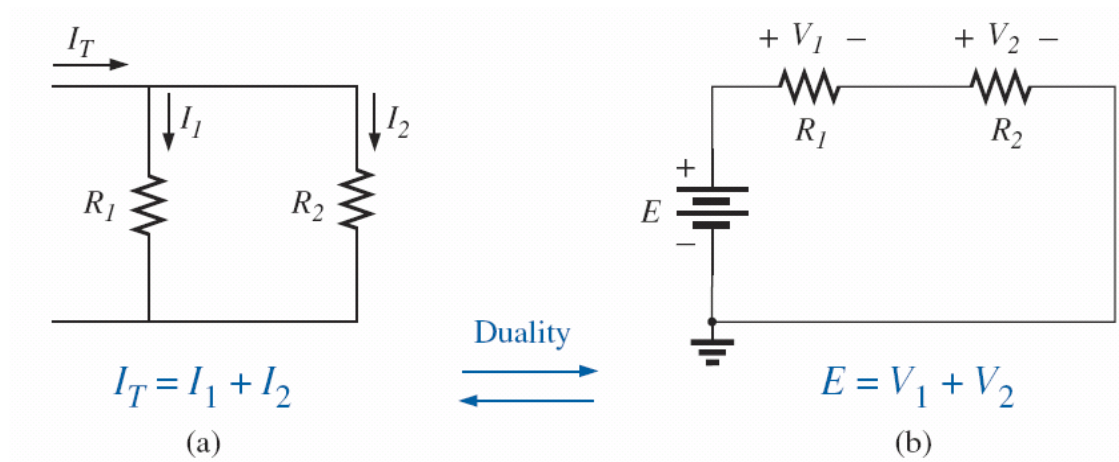 I_T
I_1
I_2
R_1
R_2
I_T = I_1 + I_2
(a)
Duality
+ V_1 −
+ V_2 −
R_1
R_2
+
E
−
E = V_1 + V_2
(b)